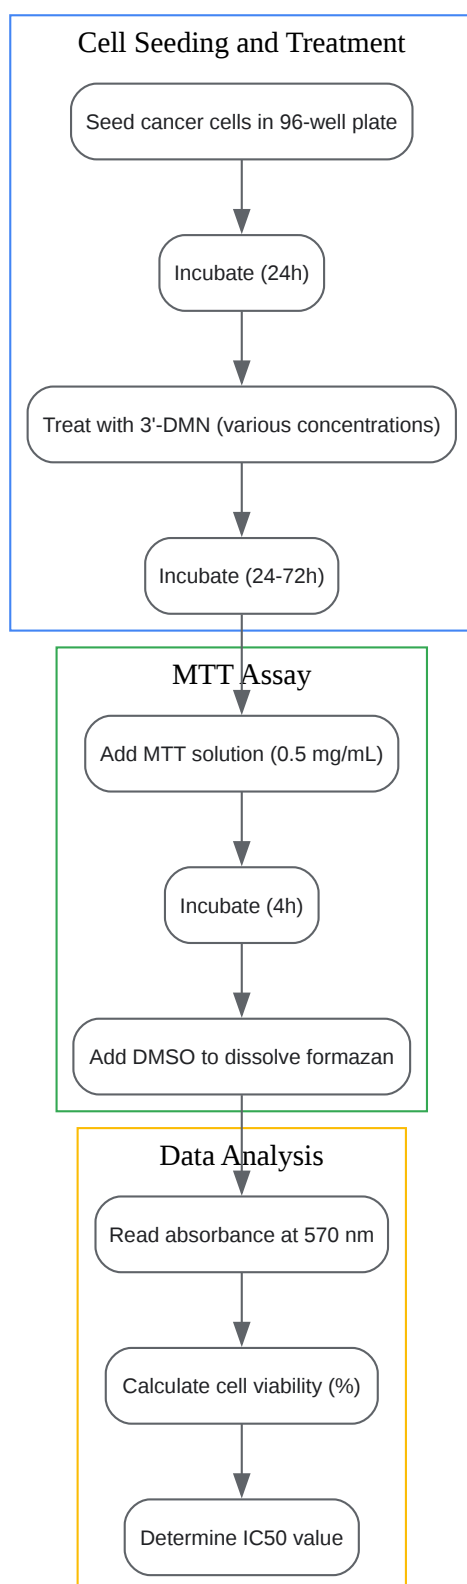 Cell Seeding and Treatment
Seed cancer cells in 96-well plate
Incubate (24h)
Treat with 3'-DMN (various concentrations)
Incubate (24-72h)
MTT Assay
Add MTT solution (0.5 mg/mL)
Incubate (4h)
Add DMSO to dissolve formazan
Data Analysis
Read absorbance at 570 nm
Calculate cell viability (%)
Determine IC50 value